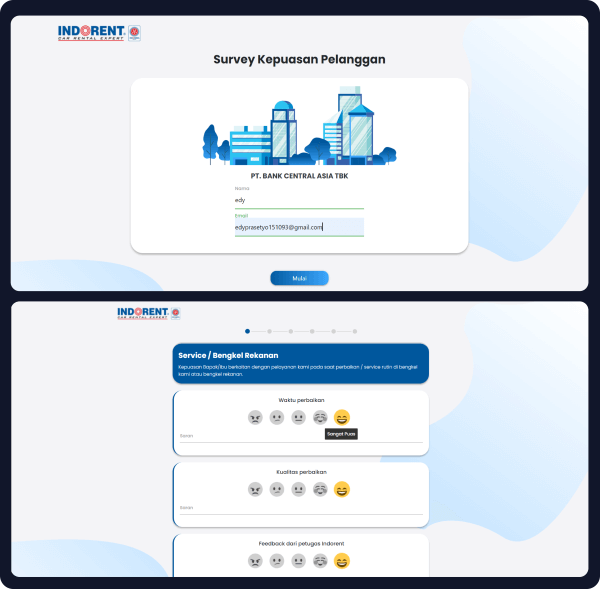 INDORENT
CAR RENTAL EXPERT
Survey Kepuasan Pelanggan
PT. BANK CENTRAL ASIA TBK
Nama
edy
Email
edyprasetyo151093@gmail.com
Mulai
INDORENT
CAR RENTAL EXPERT
Service / Bengkel Rekanan
Kepuasan Bapak/Ibu berkaitan dengan pelayanan kami pada saat perbaikan / service rutin di bengkel
kami atau bengkel rekanan.
Waktu perbaikan
Sangat Puas
Saran
Kualitas perbaikan
Saran
Feedback dari petugas Indorent